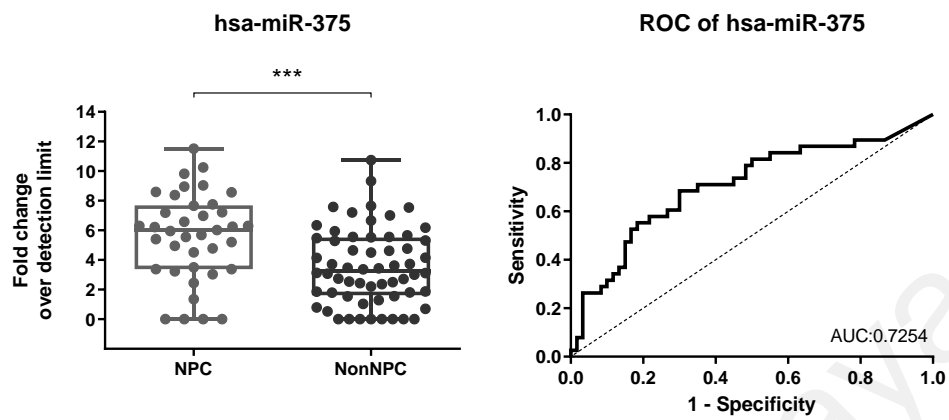 hsa-miR-375
***
Fold change
over detection limit
14
12
10
8
6
4
2
0
NPC NonNPC
ROC of hsa-miR-375
Sensitivity
1.0
0.8
0.6
0.4
0.2
0.0
AUC:0.7254
0.0 0.2 0.4 0.6 0.8 1.0
1 - Specificity